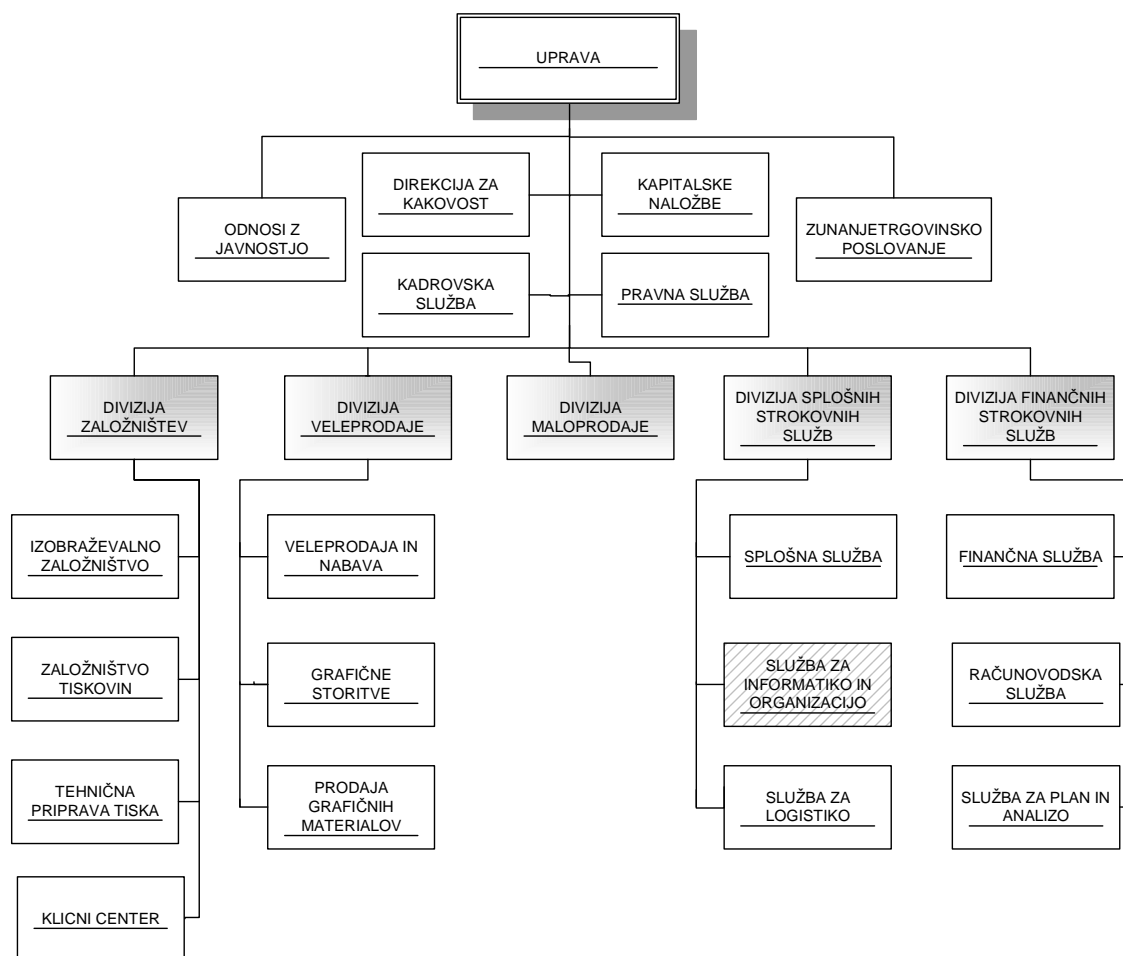 UPRAVA
DIREKCIJA ZA
KAKOVOST
KAPITALSKE
NALOŽBE
ODNOSI Z
JAVNOSTJO
ZUNANJETRGOVINSKO
POSLOVANJE
KADROVSKA
SLUŽBA
PRAVNA SLUŽBA
DIVIZIJA
ZALOŽNIŠTEV
DIVIZIJA
VELEPRODAJE
DIVIZIJA
MALOPRODAJE
DIVIZIJA SPLOŠNIH
STROKOVNIH
SLUŽB
DIVIZIJA FINANČNIH
STROKOVNIH
SLUŽB
IZOBRAŽEVALNO
ZALOŽNIŠTVO
VELEPRODAJA IN
NABAVA
SPLOŠNA SLUŽBA
FINANČNA SLUŽBA
ZALOŽNIŠTVO
TISKOVIN
GRAFIČNE
STORITVE
SLUŽBA ZA
INFORMATIKO IN
ORGANIZACIJO
RAČUNOVODSKA
SLUŽBA
TEHNIČNA
PRIPRAVA TISKA
PRODAJA
GRAFIČNIH
MATERIALOV
SLUŽBA ZA
LOGISTIKO
SLUŽBA ZA PLAN IN
ANALIZO
KLICNI CENTER